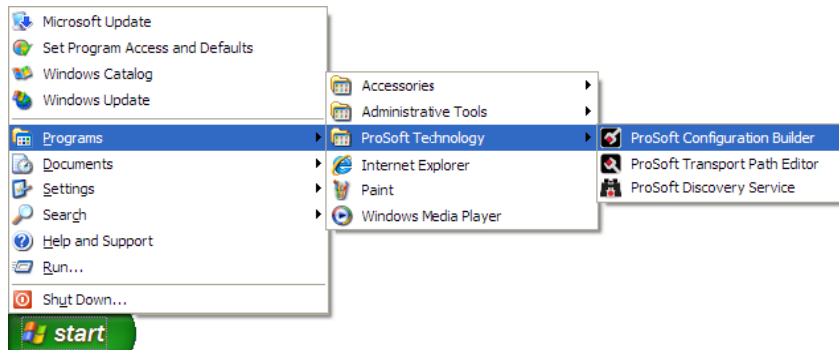 Microsoft Update
Set Program Access and Defaults
Windows Catalog
Windows Update
Programs
Documents
Settings
Search
Help and Support
Run...
Shut Down...
start
Accessories
Administrative Tools
ProSoft Technology
Internet Explorer
Paint
Windows Media Player
ProSoft Configuration Builder
ProSoft Transport Path Editor
ProSoft Discovery Service